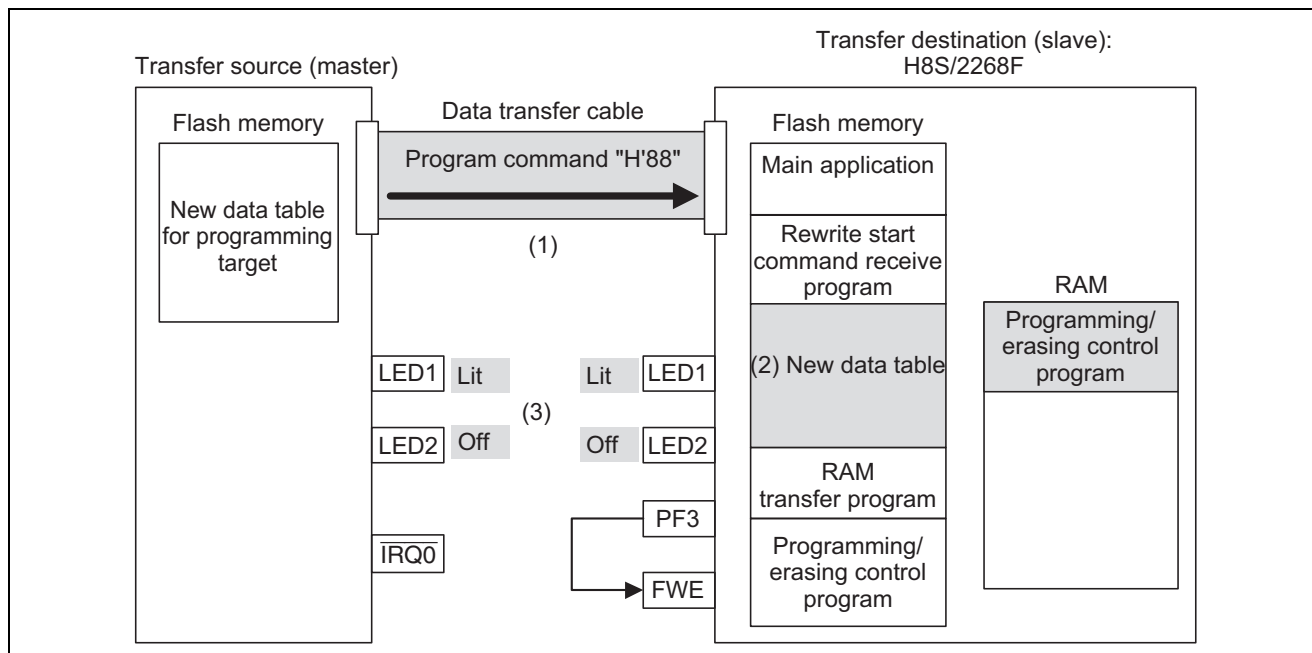 Transfer source (master)
Transfer destination (slave):
H8S/2268F
Flash memory
New data table
for programming
target
Data transfer cable
Program command "H'88"
(1)
LED1 Lit
LED2 Off
(3)
Lit LED1
Off LED2
IRQ0
PF3
FWE
Flash memory
Main application
Rewrite start
command receive
program
(2) New data table
RAM
transfer program
Programming/
erasing control
program
RAM
Programming/
erasing control
program